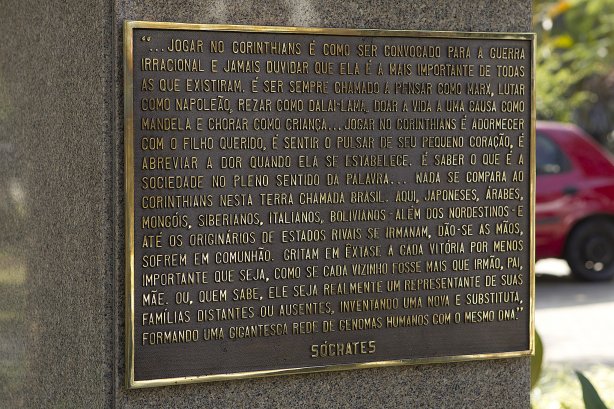 “...JOGAR NO CORINTHIANS É COMO SER CONVOCADO PARA A GUERRA
IRRACIONAL E JAMAIS DUVIDAR QUE ELA É A MAIS IMPORTANTE DE TODAS
AS QUE EXISTIRAM. É SER SEMPRE CHAMADO A PENSAR COMO MARX, LUTAR
COMO NAPOLEÃO, REZAR COMO DALAI-LAMA, DOAR A VIDA A UMA CAUSA COMO
MANDELA E CHORAR COMO CRIANÇA... JOGAR NO CORINTHIANS É ADORMECER
COM O FILHO QUERIDO, É SENTIR O PULSAR DE SEU PEQUENO CORAÇÃO, É
ABREVIAR A DOR QUANDO ELA SE ESTABELECE. É SABER O QUE É A
SOCIEDADE NO PLENO SENTIDO DA PALAVRA... NADA SE COMPARA AO
CORINTHIANS NESTA TERRA CHAMADA BRASIL. AQUI, JAPONESES, ÁRABES,
MONGÓIS, SIBERIANOS, ITALIANOS, BOLIVIANOS -ALÉM DOS NORDESTINOS- E
ATÉ OS ORIGINÁRIOS DE ESTADOS RIVAIS SE IRMANAM, DÃO-SE AS MÃOS,
SOFREM EM COMUNHÃO. GRITAM EM ÊXTASE A CADA VITÓRIA POR MENOS
IMPORTANTE QUE SEJA, COMO SE CADA VIZINHO FOSSE MAIS QUE IRMÃO, PAI,
MÃE. OU, QUEM SABE, ELE SEJA REALMENTE UM REPRESENTANTE DE SUAS
FAMÍLIAS DISTANTES OU AUSENTES, INVENTANDO UMA NOVA E SUBSTITUTA,
FORMANDO UMA GIGANTESCA REDE DE GENOMAS HUMANOS COM O MESMO DNA.”
SÓCRATES